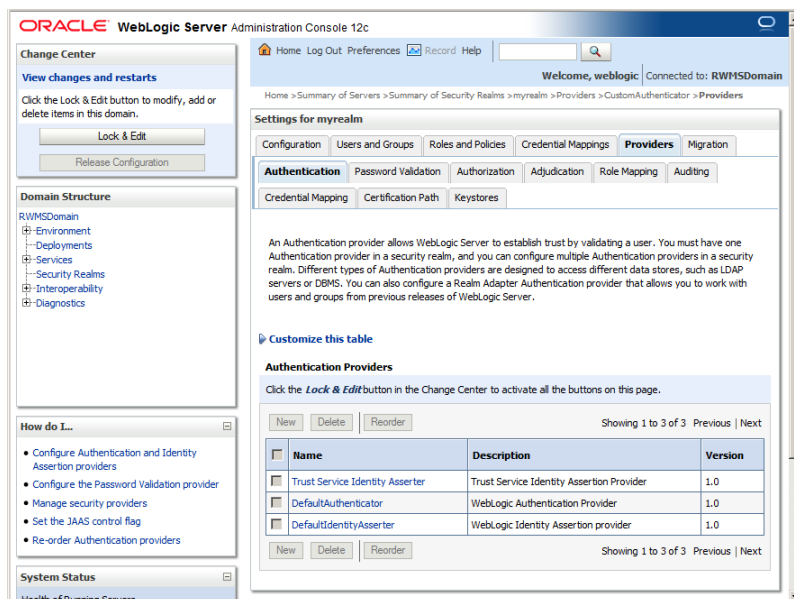 ORACLE WebLogic Server Administration Console 12c
Change Center
View changes and restarts
Click the Lock & Edit button to modify, add or
delete items in this domain.
Lock & Edit
Release Configuration
Domain Structure
RWMSDomain
Environment
Deployments
Services
Security Realms
Interoperability
Diagnostics
How do I...
Configure Authentication and Identity
Assertion providers
Configure the Password Validation provider
Manage security providers
Set the JAAS control flag
Re-order Authentication providers
System Status
Home Log Out Preferences Record Help
Welcome, weblogic Connected to: RWMSDomain
Home >Summary of Servers >Summary of Security Realms >myrealm >Providers >CustomAuthenticator >Providers
Settings for myrealm
Configuration Users and Groups Roles and Policies Credential Mappings Providers Migration
Authentication Password Validation Authorization Adjudication Role Mapping Auditing
Credential Mapping Certification Path Keystores
An Authentication provider allows WebLogic Server to establish trust by validating a user. You must have one
Authentication provider in a security realm, and you can configure multiple Authentication providers in a security
realm. Different types of Authentication providers are designed to access different data stores, such as LDAP
servers or DBMS. You can also configure a Realm Adapter Authentication provider that allows you to work with
users and groups from previous releases of WebLogic Server.
Customize this table
Authentication Providers
Click the Lock & Edit button in the Change Center to activate all the buttons on this page.
New Delete Reorder Showing 1 to 3 of 3 Previous | Next
Name Description Version
Trust Service Identity Asserter Trust Service Identity Assertion Provider 1.0
DefaultAuthenticator WebLogic Authentication Provider 1.0
DefaultIdentityAsserter WebLogic Identity Assertion provider 1.0
New Delete Reorder Showing 1 to 3 of 3 Previous | Next